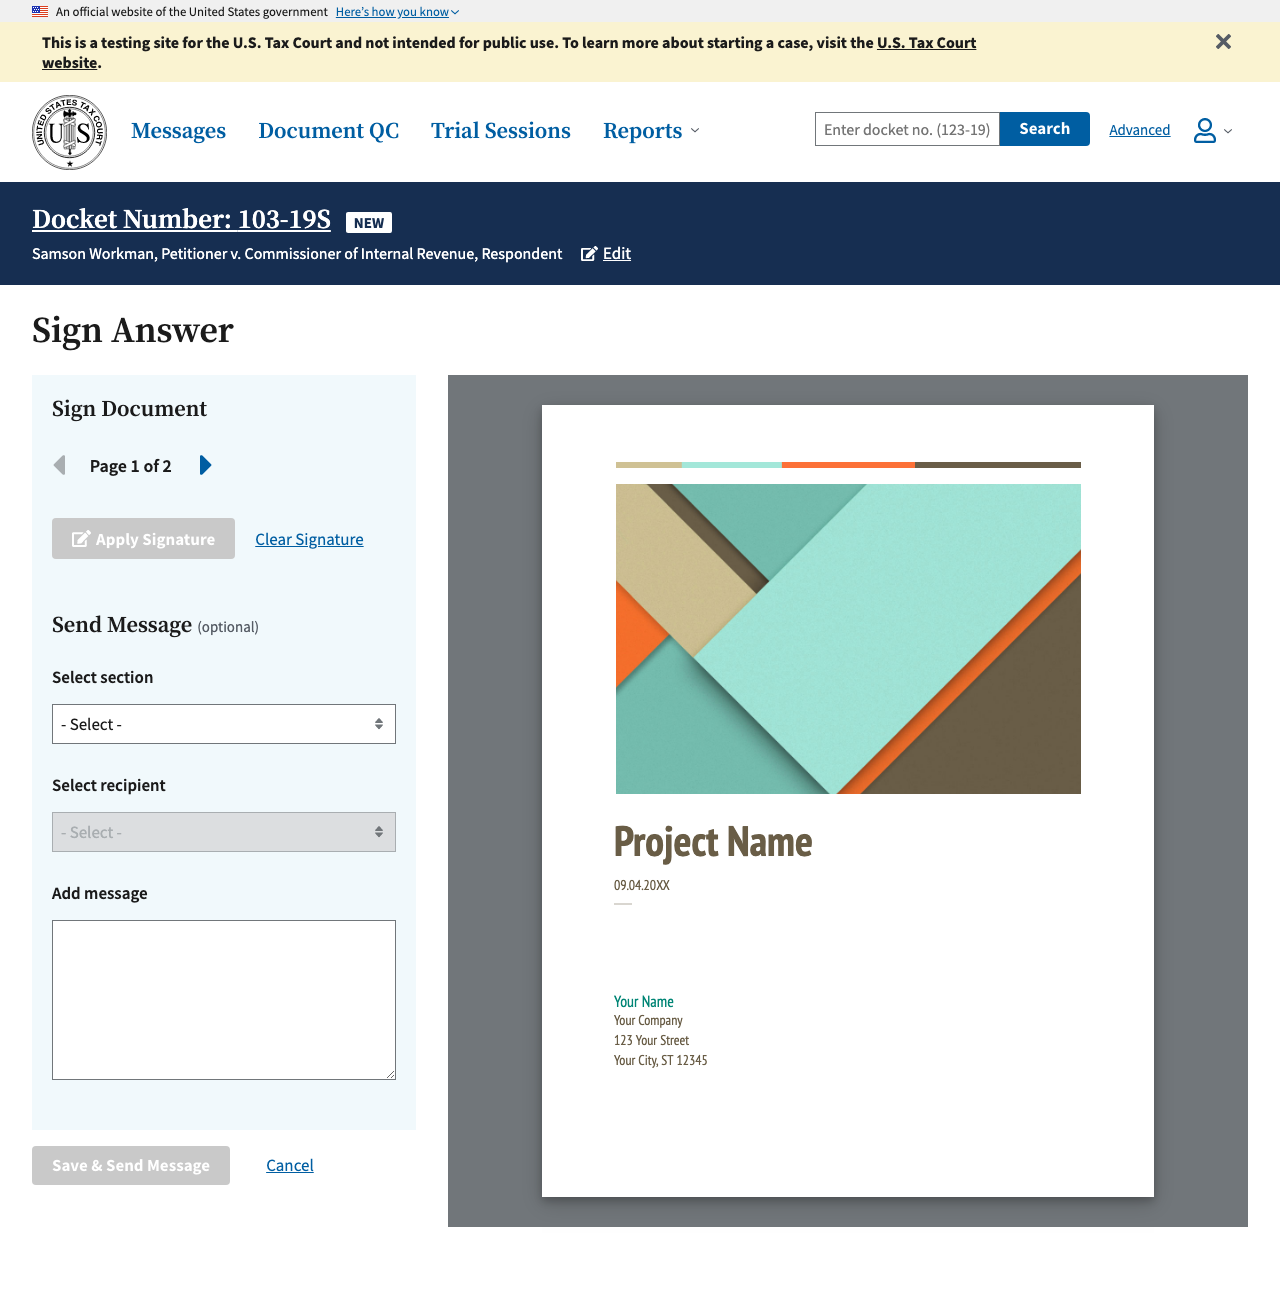 An official website of the United States government Here's how you know
This is a testing site for the U.S. Tax Court and not intended for public use. To learn more about starting a case, visit the U.S. Tax Court
website.
UNITED STATES TAX COURT
US
Messages Document QC Trial Sessions Reports
Enter docket no. (123-19) Search Advanced
Docket Number: 103-19S NEW
Samson Workman, Petitioner v. Commissioner of Internal Revenue, Respondent Edit
Sign Answer
Sign Document
Page 1 of 2
Apply Signature Clear Signature
Send Message (optional)
Select section
- Select -
Select recipient
- Select -
Add message
Save & Send Message Cancel
Project Name
09.04.20XX
Your Name
Your Company
123 Your Street
Your City, ST 12345